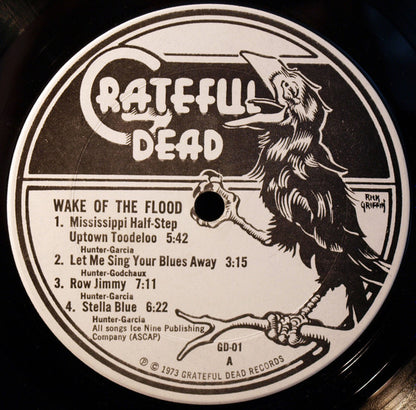 GRATEFUL
DEAD
WAKE OF THE FLOOD
1. Mississippi Half-Step
Uptown Toodeloo 5:42
Hunter-Garcia
2. Let Me Sing Your Blues Away 3:15
Hunter-Godchaux
3. Row Jimmy 7:11
Hunter-Garcia
4. Stella Blue 6:22
Hunter-Garcia
All songs Ice Nine Publishing
Company (ASCAP)
GD-01
A
RICK
GRIFFIN
℗ © 1973 GRATEFUL DEAD RECORDS